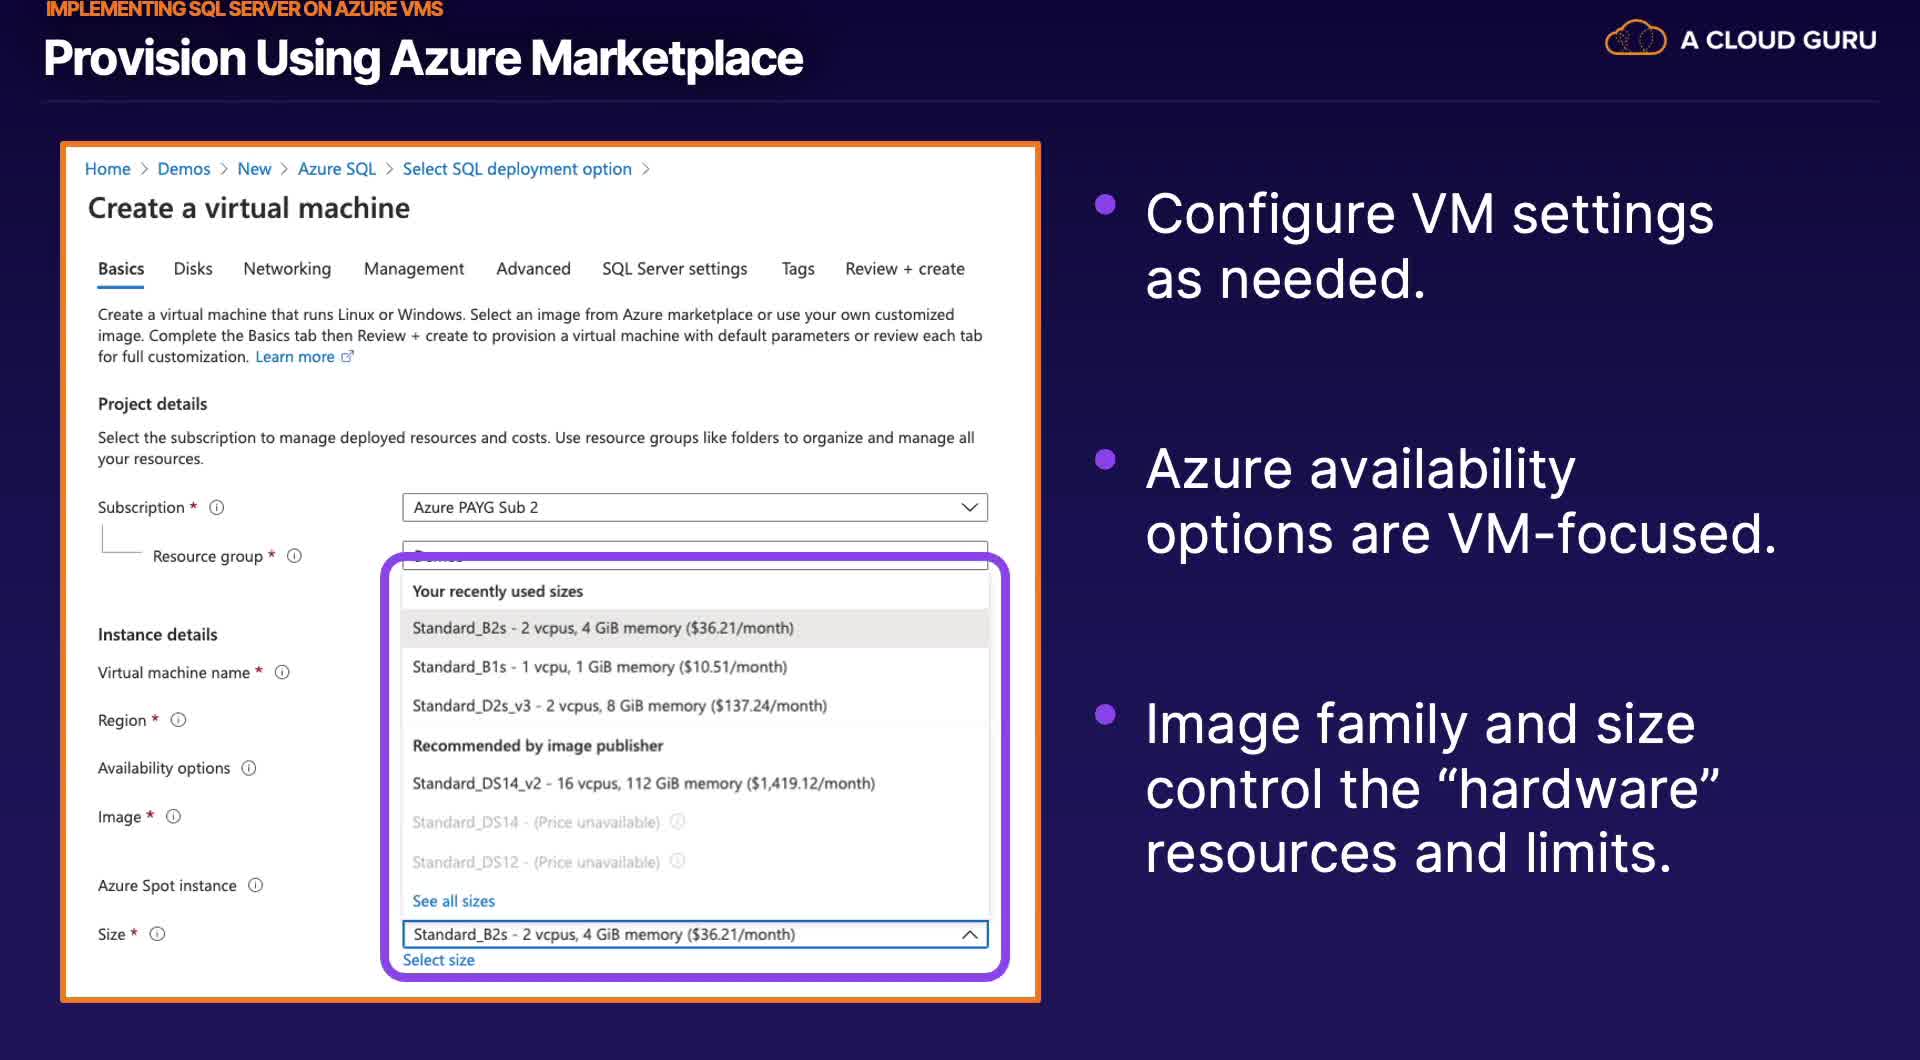 IMPLEMENTING SQL SERVER ON AZURE VMS
Provision Using Azure Marketplace
A CLOUD GURU
Home > Demos > New > Azure SQL > Select SQL deployment option >
Create a virtual machine
Basics Disks Networking Management Advanced SQL Server settings Tags Review + create
Create a virtual machine that runs Linux or Windows. Select an image from Azure marketplace or use your own customized
image. Complete the Basics tab then Review + create to provision a virtual machine with default parameters or review each tab
for full customization. Learn more
Project details
Select the subscription to manage deployed resources and costs. Use resource groups like folders to organize and manage all
your resources.
Subscription *
Azure PAYG Sub 2
Resource group *
Your recently used sizes
Standard_B2s - 2 vcpus, 4 GiB memory ($36.21/month)
Standard_B1s - 1 vcpu, 1 GiB memory ($10.51/month)
Standard_D2s_v3 - 2 vcpus, 8 GiB memory ($137.24/month)
Recommended by image publisher
Standard_DS14_v2 - 16 vcpus, 112 GiB memory ($1,419.12/month)
Standard_DS14 - (Price unavailable)
Standard_DS12 - (Price unavailable)
See all sizes
Instance details
Virtual machine name *
Region *
Availability options
Image *
Azure Spot instance
Size *
Standard_B2s - 2 vcpus, 4 GiB memory ($36.21/month)
Select size
• Configure VM settings
as needed.
• Azure availability
options are VM-focused.
• Image family and size
control the “hardware”
resources and limits.